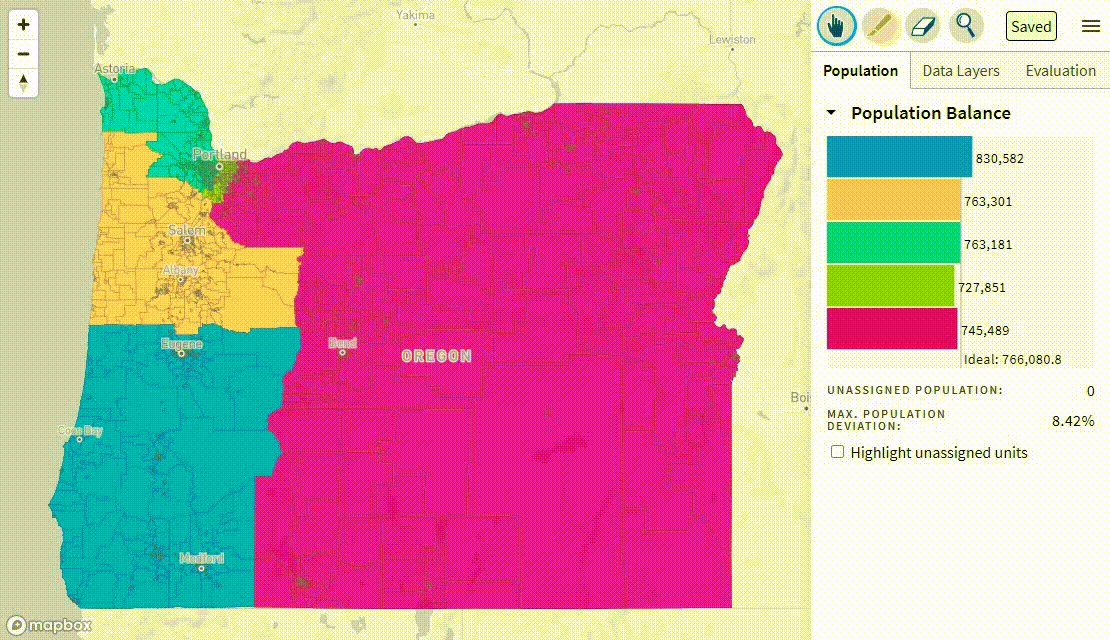 +
−
Yakima
Lewiston
Astoria
Portland
Salem
Albany
Eugene
Bend
OREGON
Coos Bay
Medford
Bois
mapbox
Saved
Population
Data Layers
Evaluation
Population Balance
830,582
763,301
763,181
727,851
745,489
Ideal: 766,080.8
UNASSIGNED POPULATION: 0
MAX. POPULATION
DEVIATION: 8.42%
Highlight unassigned units